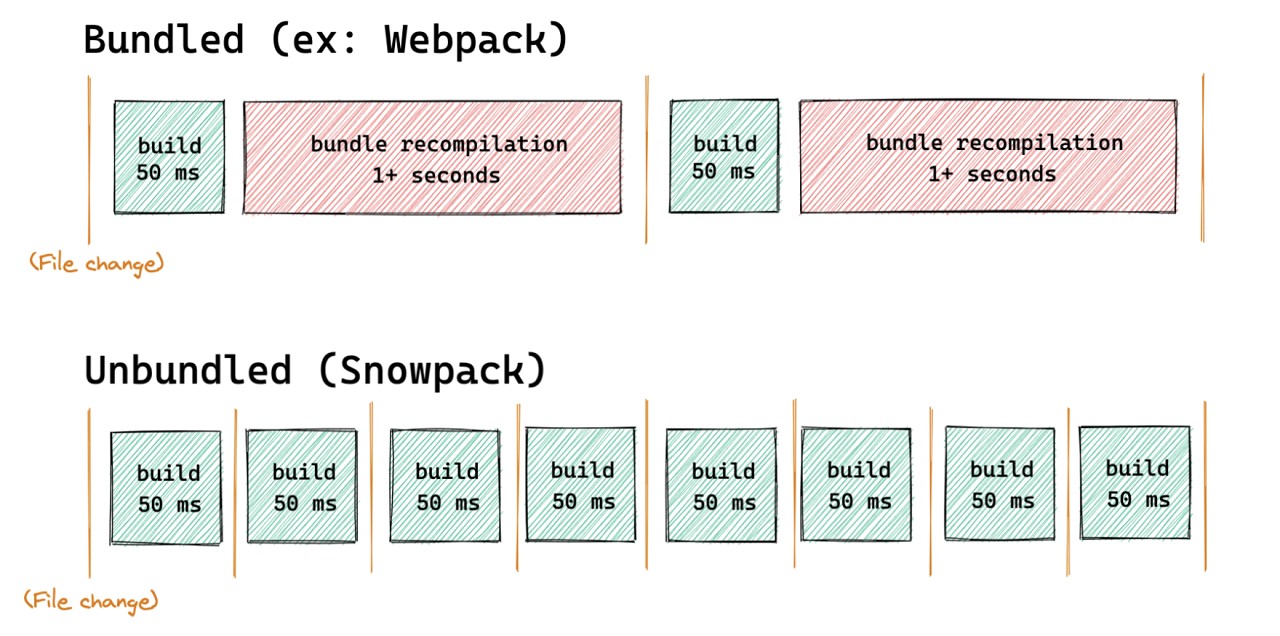 Bundled (ex: Webpack)
build
50 ms
bundle recompilation
1+ seconds
build
50 ms
bundle recompilation
1+ seconds
(File change)
Unbundled (Snowpack)
build
50 ms
build
50 ms
build
50 ms
build
50 ms
build
50 ms
build
50 ms
build
50 ms
build
50 ms
(File change)